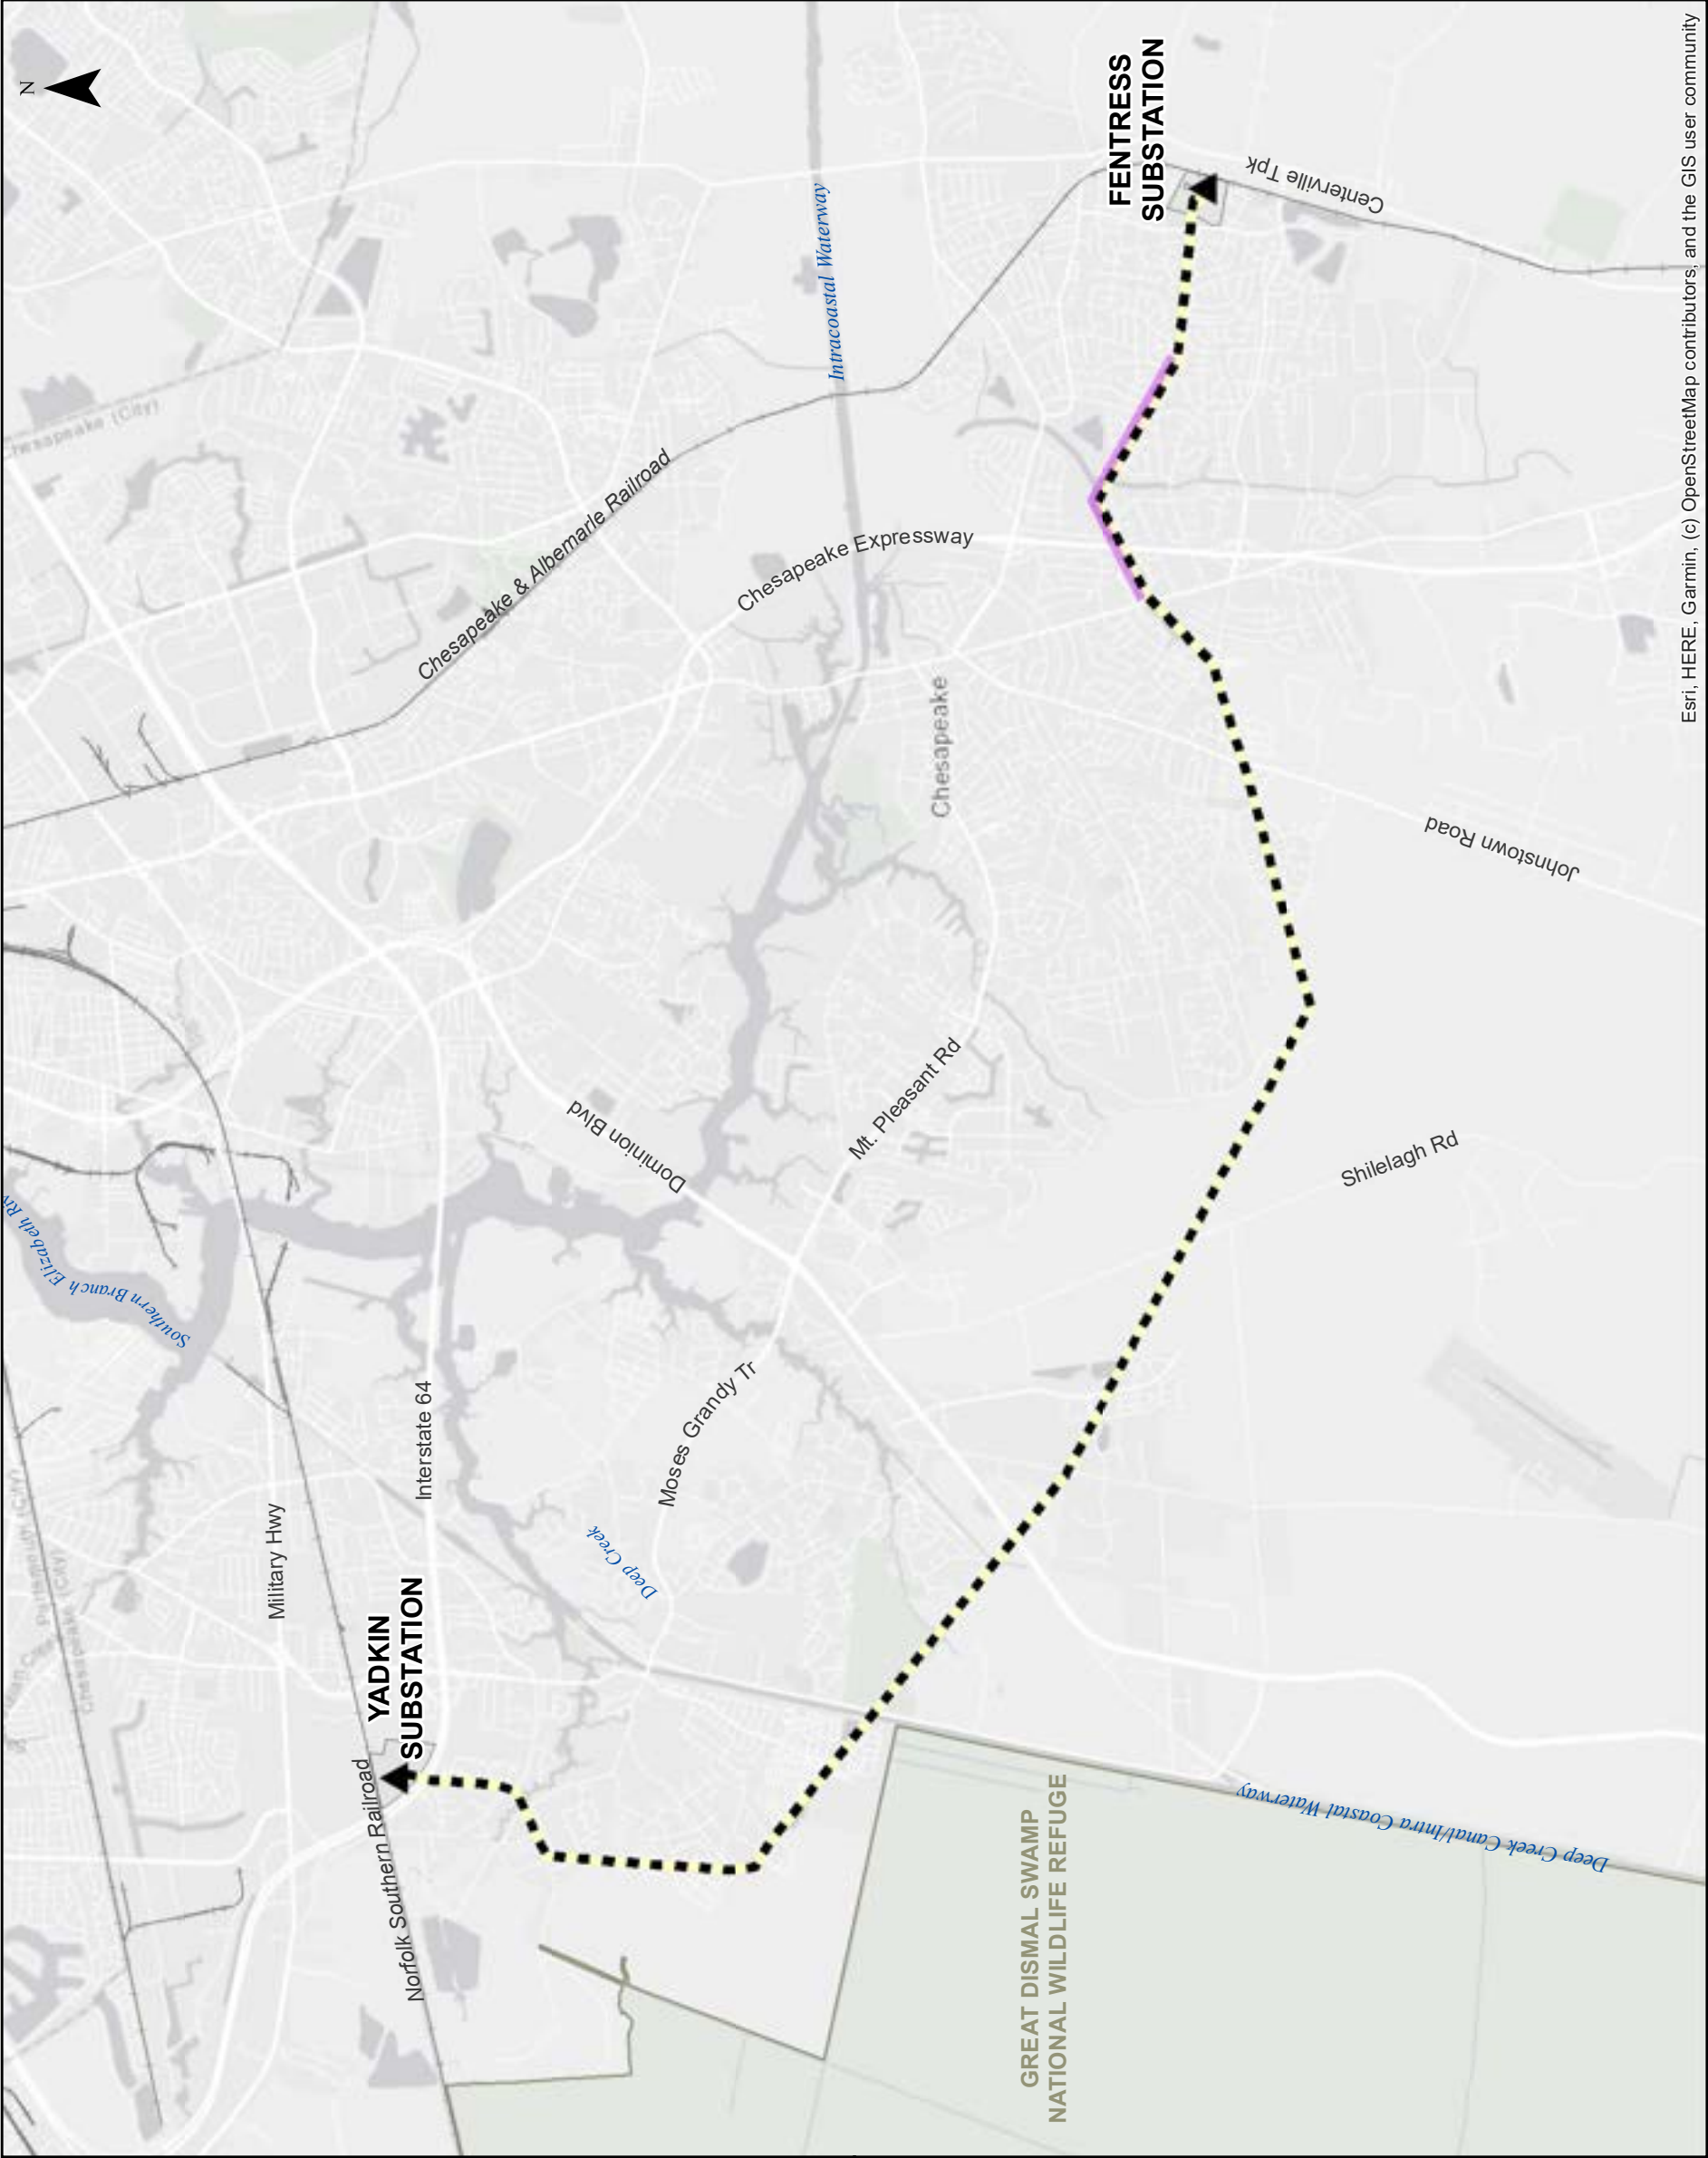 N
YADKIN
SUBSTATION
FENTRESS
SUBSTATION
Norfolk Southern Railroad
Military Hwy
Interstate 64
Southern Branch Elizabeth Riv
Deep Creek
Moses Grandy Tr
Dominion Blvd
Mt. Pleasant Rd
Chesapeake & Albemarle Railroad
Chesapeake Expressway
Intracoastal Waterway
Centerville Tpk
Chesapeake
Johnstown Road
Shilelagh Rd
GREAT DISMAL SWAMP
NATIONAL WILDLIFE REFUGE
Deep Creek Canal/Intra Coastal Waterway
hesapeake (City)
Chesapeake (City)
Esri, HERE, Garmin, (c) OpenStreetMap contributors, and the GIS user community